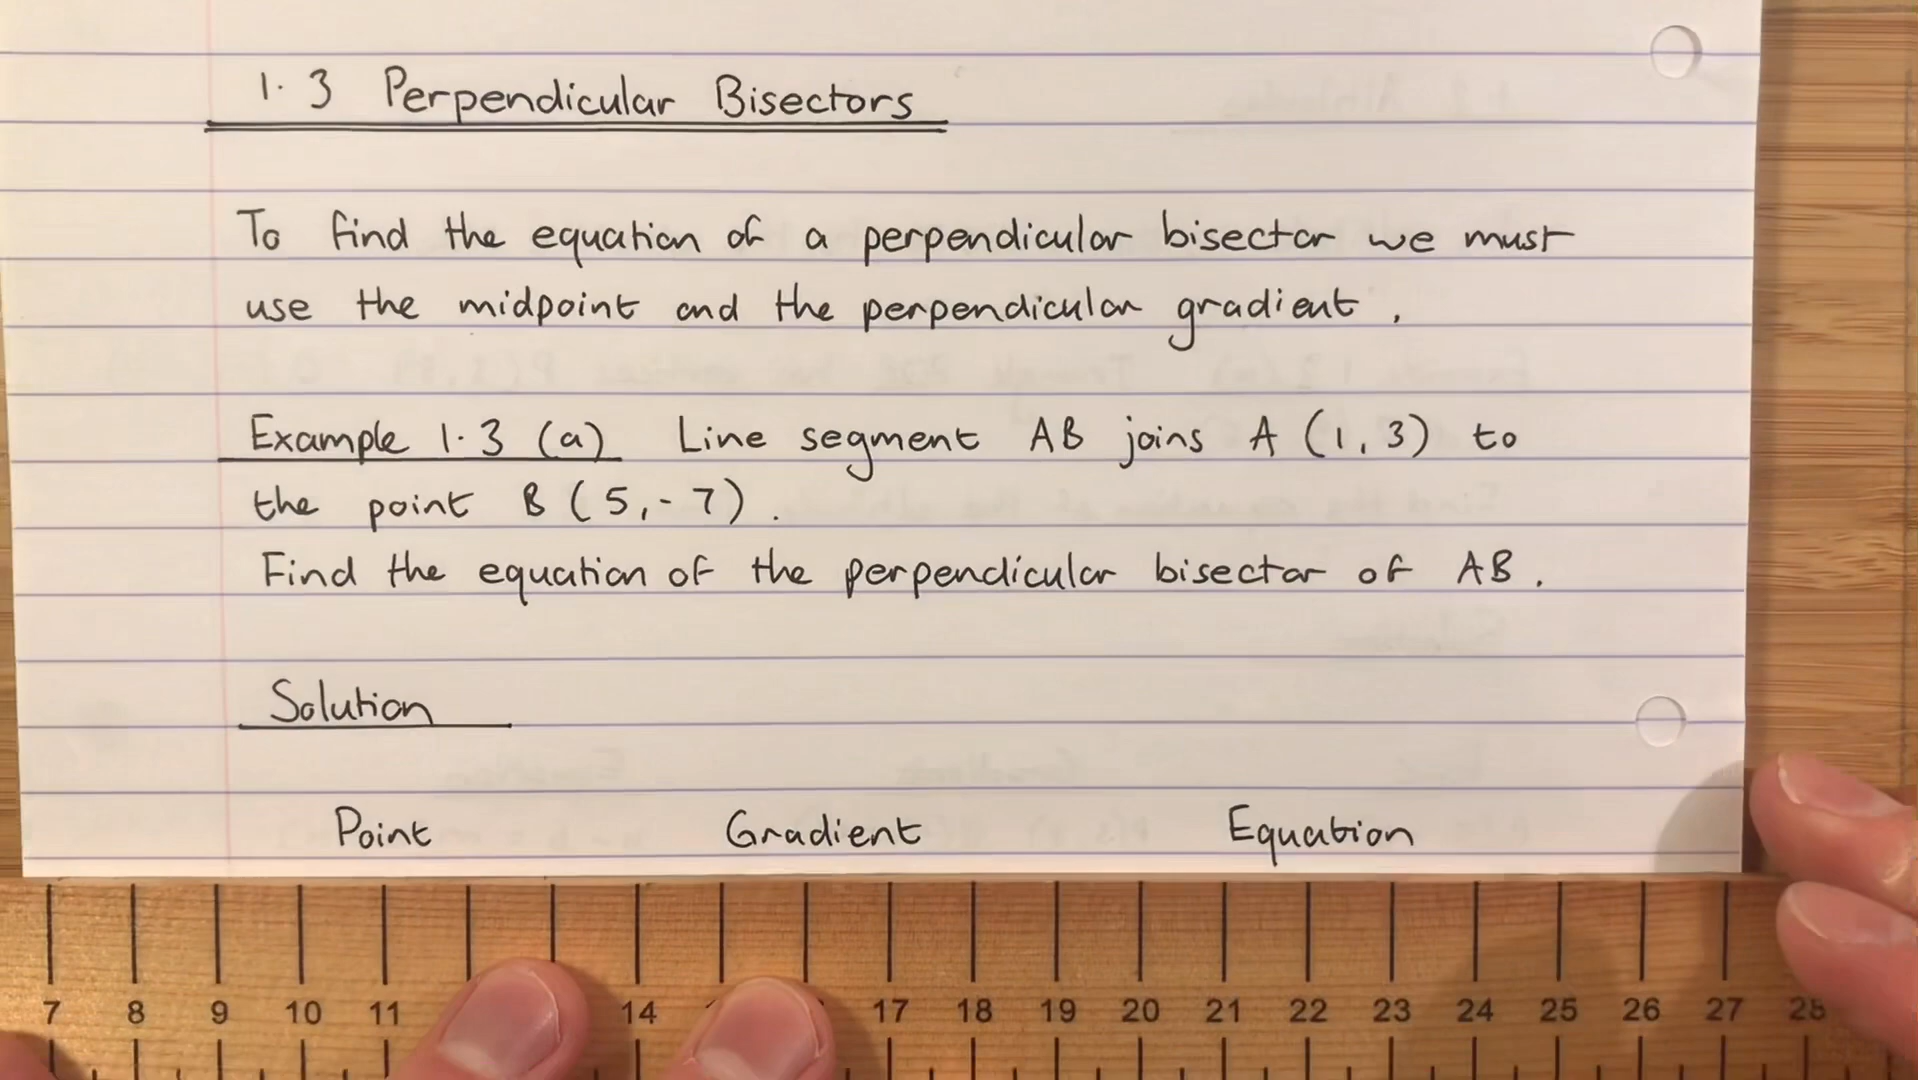 1.3 Perpendicular Bisectors
To find the equation of a perpendicular bisector we must
use the midpoint and the perpendicular gradient.
Example 1.3 (a) Line segment AB joins A (1, 3) to
the point B (5, -7).
Find the equation of the perpendicular bisector of AB.
Solution
Point Gradient Equation
7 8 9 10 11 14 17 18 19 20 21 22 23 24 25 26 27 28